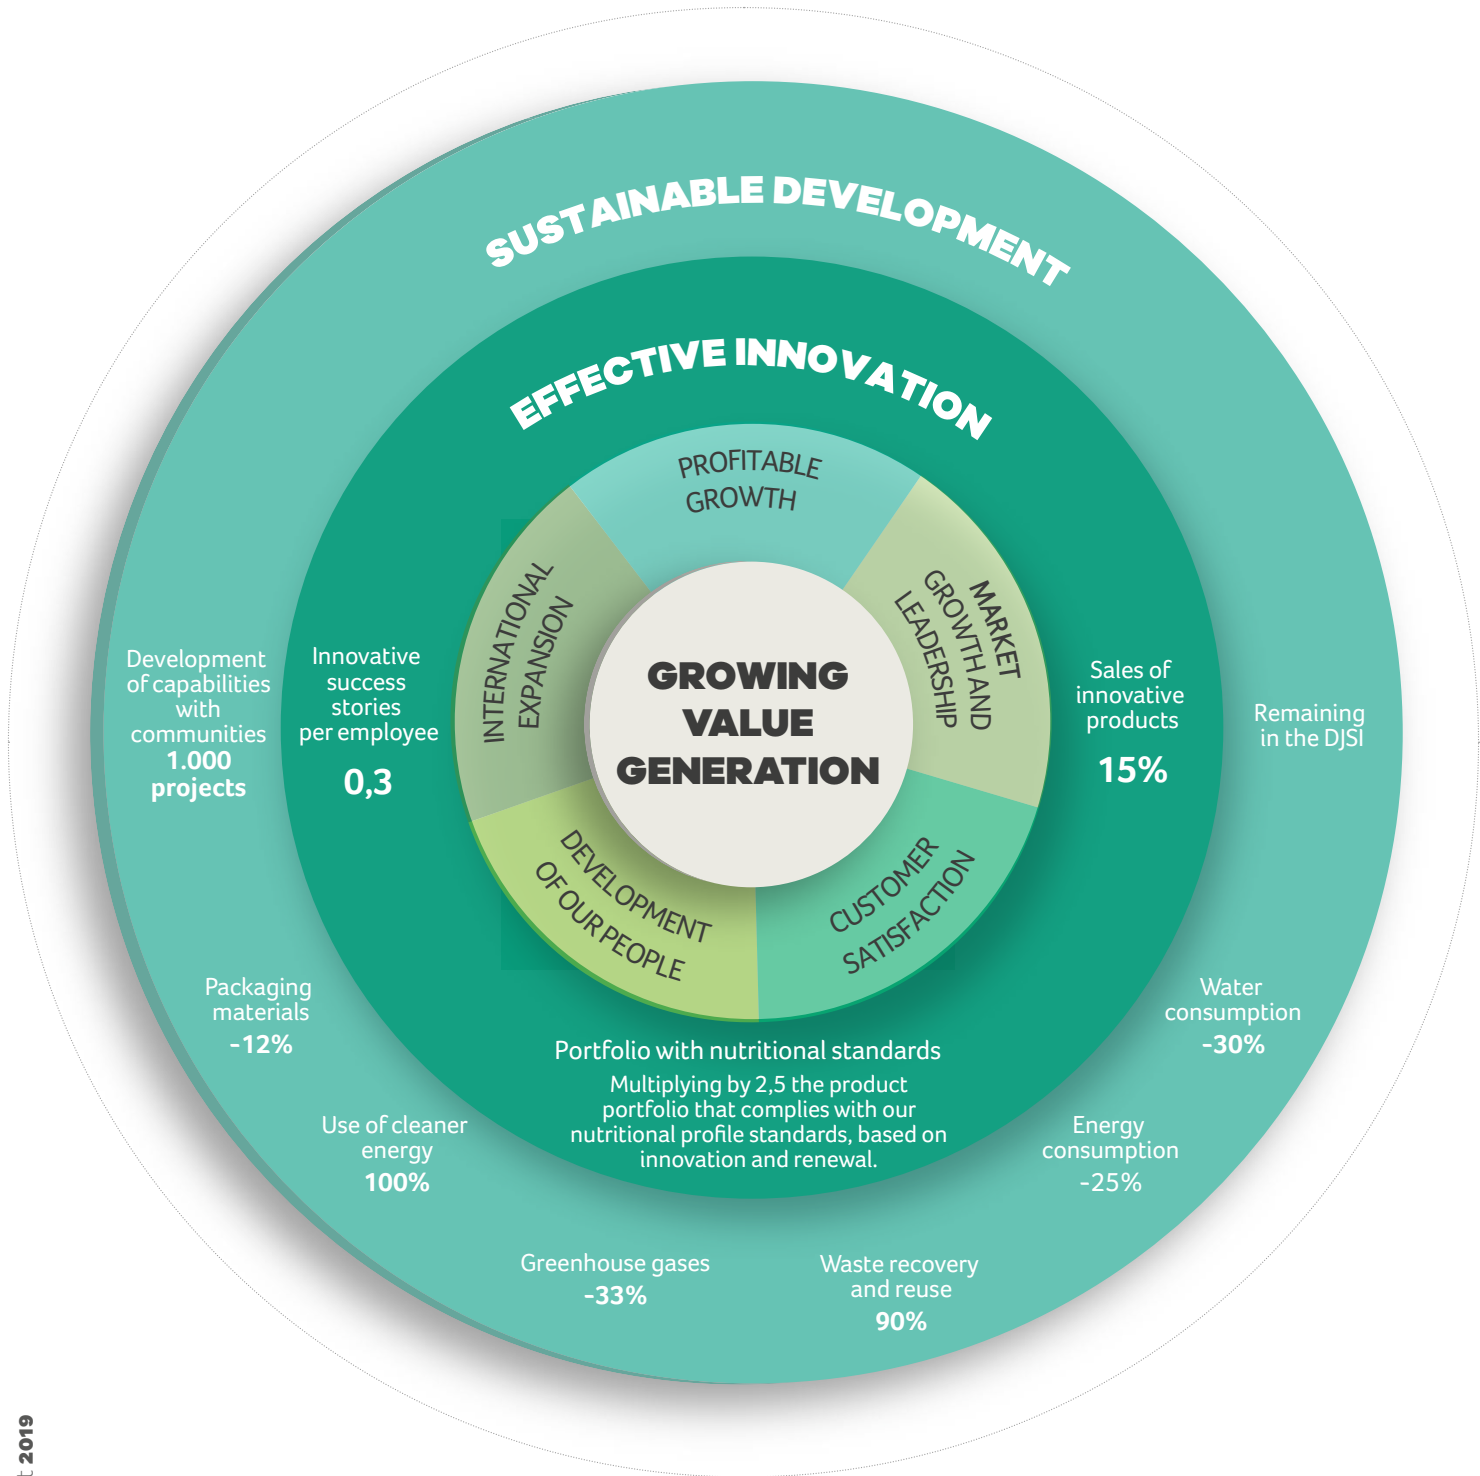 SUSTAINABLE DEVELOPMENT
EFFECTIVE INNOVATION
PROFITABLE
GROWTH
MARKET
GROWTH AND
LEADERSHIP
CUSTOMER
SATISFACTION
DEVELOPMENT
OF OUR PEOPLE
INTERNATIONAL
EXPANSION
GROWING
VALUE
GENERATION
Development
of capabilities
with
communities
1.000
projects
Innovative
success
stories
per employee
0,3
Sales of
innovative
products
15%
Remaining
in the DJSI
Packaging
materials
-12%
Use of cleaner
energy
100%
Greenhouse gases
-33%
Portfolio with nutritional standards
Multiplying by 2,5 the product
portfolio that complies with our
nutritional profile standards, based on
innovation and renewal.
Waste recovery
and reuse
90%
Energy
consumption
-25%
Water
consumption
-30%
2019